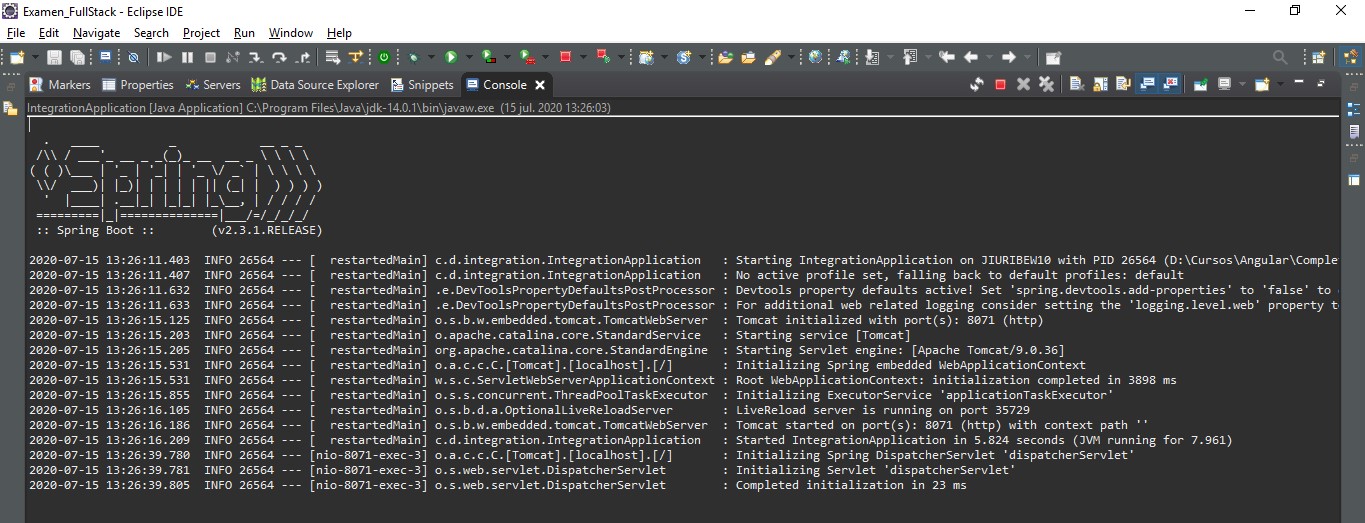 Examen_FullStack - Eclipse IDE
File Edit Navigate Search Project Run Window Help
Markers Properties Servers Data Source Explorer Snippets Console
IntegrationApplication [Java Application] C:\Program Files\Java\jdk-14.0.1\bin\javaw.exe (15 jul. 2020 13:26:03)
  .   ____          _            __ _ _
 /\\ / ___'_ __ _ _(_)_ __  __ _ \ \ \ \
( ( )\___ | '_ | '_| | '_ \/ _` | \ \ \ \
 \\/  ___)| |_)| | | | | || (_| |  ) ) ) )
  '  |____| .__|_| |_|_| |_\__, | / / / /
 =========|_|==============|___/=/_/_/_/
 :: Spring Boot ::        (v2.3.1.RELEASE)
2020-07-15 13:26:11.403  INFO 26564 --- [  restartedMain] c.d.integration.IntegrationApplication   : Starting IntegrationApplication on JIURIBEW10 with PID 26564 (D:\Cursos\Angular\Comple
2020-07-15 13:26:11.407  INFO 26564 --- [  restartedMain] c.d.integration.IntegrationApplication   : No active profile set, falling back to default profiles: default
2020-07-15 13:26:11.632  INFO 26564 --- [  restartedMain] .e.DevToolsPropertyDefaultsPostProcessor : Devtools property defaults active! Set 'spring.devtools.add-properties' to 'false' to
2020-07-15 13:26:11.633  INFO 26564 --- [  restartedMain] .e.DevToolsPropertyDefaultsPostProcessor : For additional web related logging consider setting the 'logging.level.web' property t
2020-07-15 13:26:15.125  INFO 26564 --- [  restartedMain] o.s.b.w.embedded.tomcat.TomcatWebServer  : Tomcat initialized with port(s): 8071 (http)
2020-07-15 13:26:15.203  INFO 26564 --- [  restartedMain] o.apache.catalina.core.StandardService   : Starting service [Tomcat]
2020-07-15 13:26:15.205  INFO 26564 --- [  restartedMain] org.apache.catalina.core.StandardEngine  : Starting Servlet engine: [Apache Tomcat/9.0.36]
2020-07-15 13:26:15.531  INFO 26564 --- [  restartedMain] o.a.c.c.C.[Tomcat].[localhost].[/]       : Initializing Spring embedded WebApplicationContext
2020-07-15 13:26:15.531  INFO 26564 --- [  restartedMain] w.s.c.ServletWebServerApplicationContext : Root WebApplicationContext: initialization completed in 3898 ms
2020-07-15 13:26:15.855  INFO 26564 --- [  restartedMain] o.s.s.concurrent.ThreadPoolTaskExecutor  : Initializing ExecutorService 'applicationTaskExecutor'
2020-07-15 13:26:16.105  INFO 26564 --- [  restartedMain] o.s.b.d.a.OptionalLiveReloadServer       : LiveReload server is running on port 35729
2020-07-15 13:26:16.186  INFO 26564 --- [  restartedMain] o.s.b.w.embedded.tomcat.TomcatWebServer  : Tomcat started on port(s): 8071 (http) with context path ''
2020-07-15 13:26:16.209  INFO 26564 --- [  restartedMain] c.d.integration.IntegrationApplication   : Started IntegrationApplication in 5.824 seconds (JVM running for 7.961)
2020-07-15 13:26:39.780  INFO 26564 --- [nio-8071-exec-3] o.a.c.c.C.[Tomcat].[localhost].[/]       : Initializing Spring DispatcherServlet 'dispatcherServlet'
2020-07-15 13:26:39.781  INFO 26564 --- [nio-8071-exec-3] o.s.web.servlet.DispatcherServlet        : Initializing Servlet 'dispatcherServlet'
2020-07-15 13:26:39.805  INFO 26564 --- [nio-8071-exec-3] o.s.web.servlet.DispatcherServlet        : Completed initialization in 23 ms